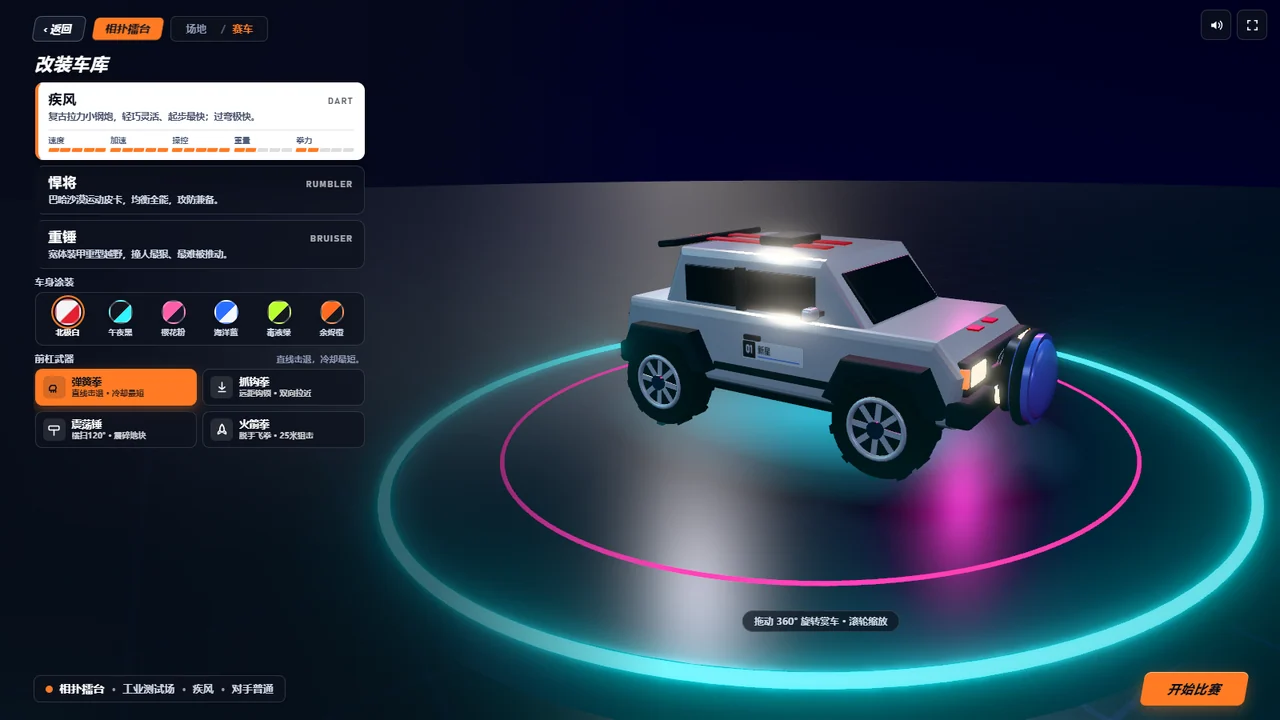 ‹ 返回
相扑擂台
场地 / 赛车
改装车库
疾风 DART
复古拉力小钢炮，轻巧灵活、起步最快；过弯极快。
速度 加速 操控 重量 拳力
悍将 RUMBLER
巴哈沙漠运动皮卡，均衡全能，攻防兼备。
重锤 BRUISER
宽体装甲重型越野，撞人最狠、最难被推动。
车身涂装
北极白 午夜黑 樱花粉 海洋蓝 毒液绿 余烬橙
前杠武器 直线击退，冷却最短。
弹簧拳
直线击退 • 冷却最短
抓钩拳
远距钩锁 • 双向拉近
震荡锤
横扫120° • 震碎地块
火箭拳
脱手飞拳 • 25米狙击
01 新星
拖动 360° 旋转赏车 • 滚轮缩放
相扑擂台 • 工业测试场 • 疾风 • 对手普通
开始比赛